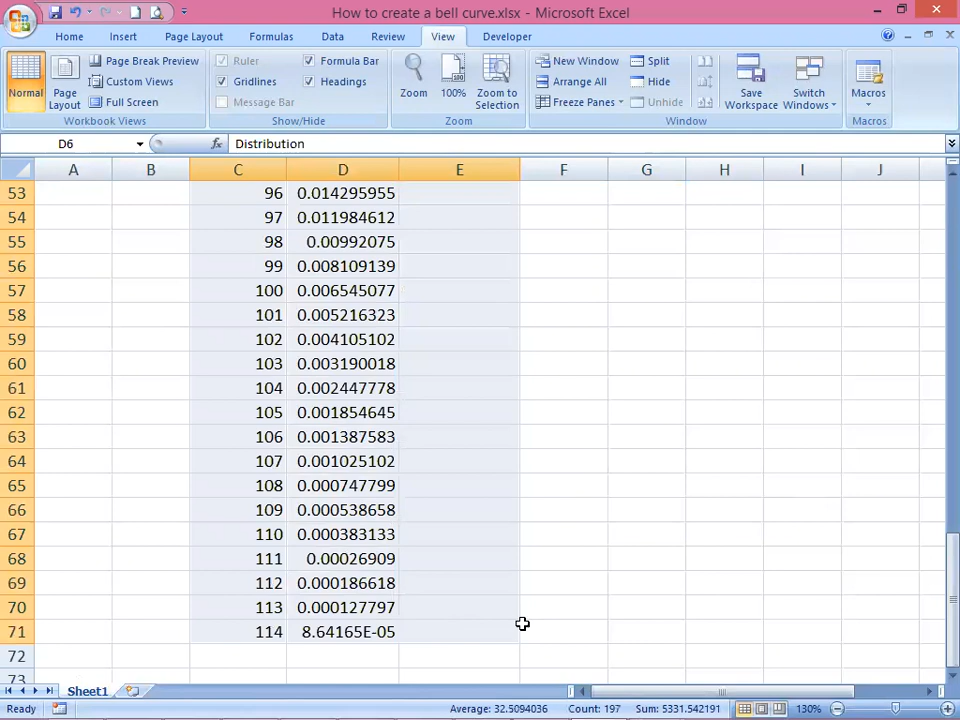 How to create a bell curve.xlsx - Microsoft Excel
Home Insert Page Layout Formulas Data Review View Developer
Normal
Page Layout
Page Break Preview
Custom Views
Full Screen
Workbook Views
Ruler
Gridlines
Message Bar
Formula Bar
Headings
Show/Hide
Zoom
100%
Zoom to Selection
Zoom
New Window
Arrange All
Freeze Panes
Split
Hide
Unhide
Window
Save Workspace
Switch Windows
Macros
Macros
D6 fx Distribution
A B C D E F G H I J
53 96 0.014295955
54 97 0.011984612
55 98 0.00992075
56 99 0.008109139
57 100 0.006545077
58 101 0.005216323
59 102 0.004105102
60 103 0.003190018
61 104 0.002447778
62 105 0.001854645
63 106 0.001387583
64 107 0.001025102
65 108 0.000747799
66 109 0.000538658
67 110 0.000383133
68 111 0.00026909
69 112 0.000186618
70 113 0.000127797
71 114 8.64165E-05
72
73
Sheet1
Ready Average: 32.5094036 Count: 197 Sum: 5331.542191 130%